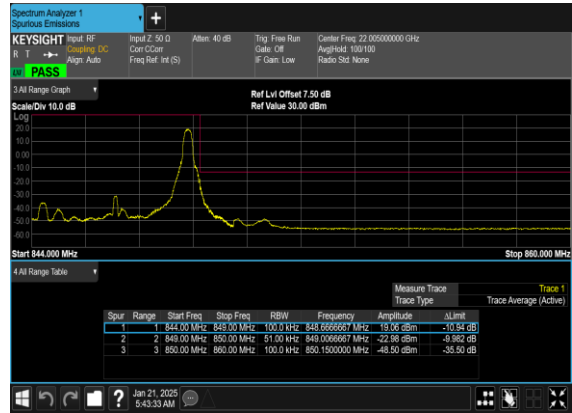 Spectrum Analyzer 1
Spurious Emissions
+
KEYSIGHT Input: RF Input Z: 50 Ω Atten: 40 dB Trig: Free Run Center Freq: 22.005000000 GHz
R T Coupling: DC Corr CCorr Gate: Off Avg|Hold: 100/100
Align: Auto Freq Ref: Int (S) IF Gain: Low Radio Std: None
LW PASS
3 All Range Graph
Ref Lvl Offset 7.50 dB
Scale/Div 10.0 dB Ref Value 30.00 dBm
Log
20.0
10.0
0.00
-10.0
-20.0
-30.0
-40.0
-50.0
-60.0
Start 844.000 MHz Stop 860.000 MHz
4 All Range Table
Measure Trace Trace 1
Trace Type Trace Average (Active)
Spur Range Start Freq Stop Freq RBW Frequency Amplitude ΔLimit
1 1 844.00 MHz 849.00 MHz 100.0 kHz 848.6666667 MHz 19.06 dBm -10.94 dB
2 2 849.00 MHz 850.00 MHz 51.00 kHz 849.0066667 MHz -22.98 dBm -9.982 dB
3 3 850.00 MHz 860.00 MHz 100.0 kHz 850.1500000 MHz -48.50 dBm -35.50 dB
? Jan 21, 2025
5:43:33 AM